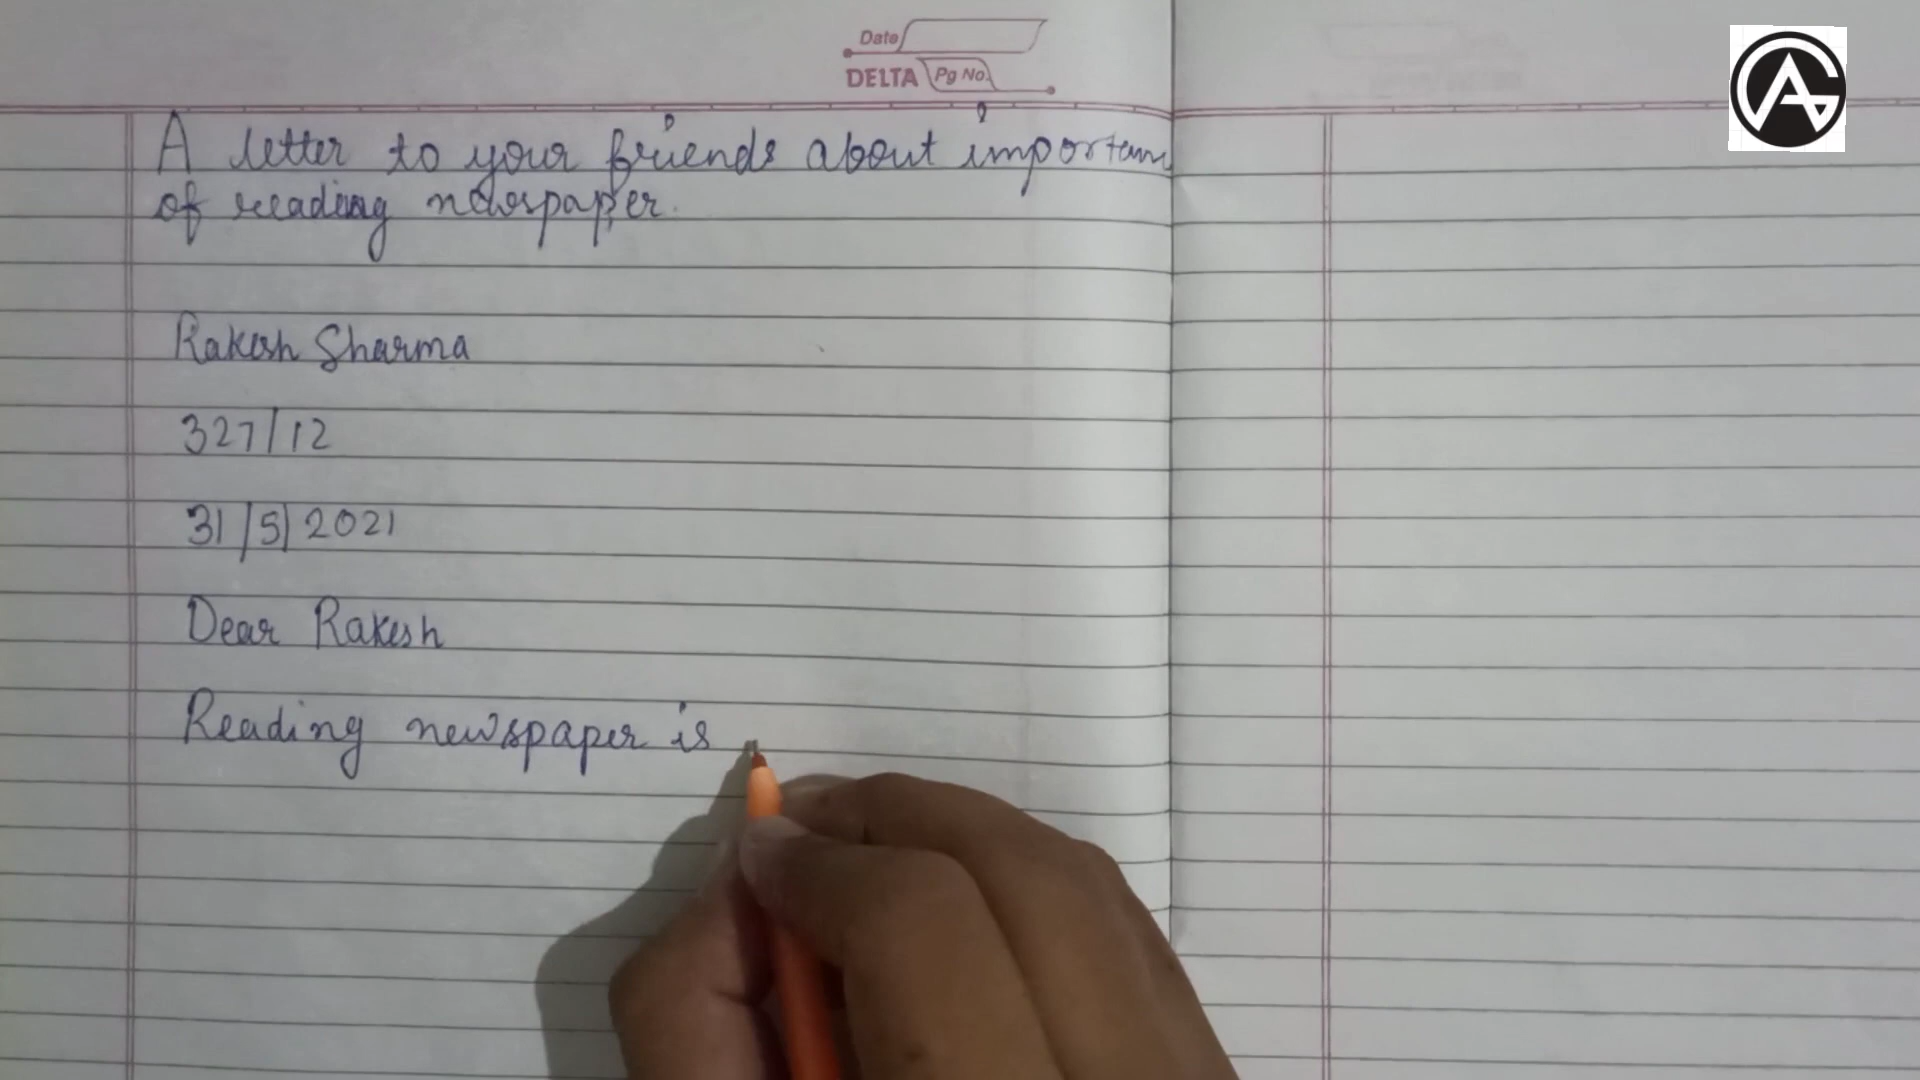 Date
DELTA Pg No.
A letter to your friends about importanc
of reading newspaper.
Rakesh Sharma
327/12
31/5/2021
Dear Rakesh
Reading newspaper is